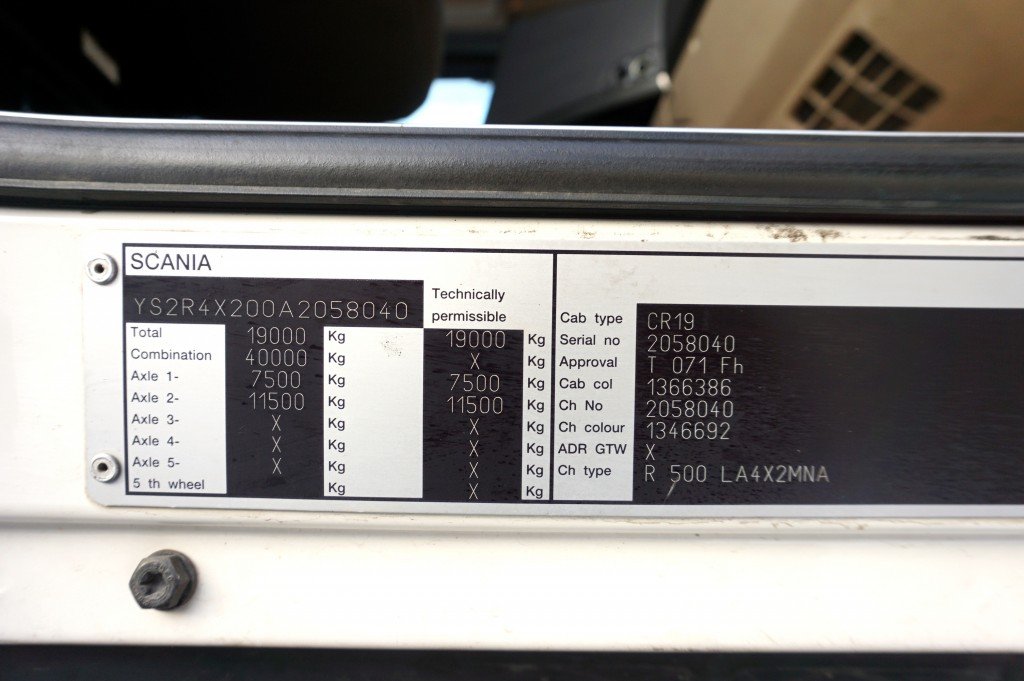 SCANIA
YS2R4X200A2058040 Technically permissible
Total 19000 Kg 19000 Kg
Combination 40000 Kg X Kg
Axle 1- 7500 Kg 7500 Kg
Axle 2- 11500 Kg 11500 Kg
Axle 3- X Kg X Kg
Axle 4- X Kg X Kg
Axle 5- X Kg X Kg
5 th wheel Kg X Kg
Cab type CR19
Serial no 2058040
Approval T 071 Fh
Cab col 1366386
Ch No 2058040
Ch colour 1346692
ADR GTW X
Ch type R 500 LA4X2MNA